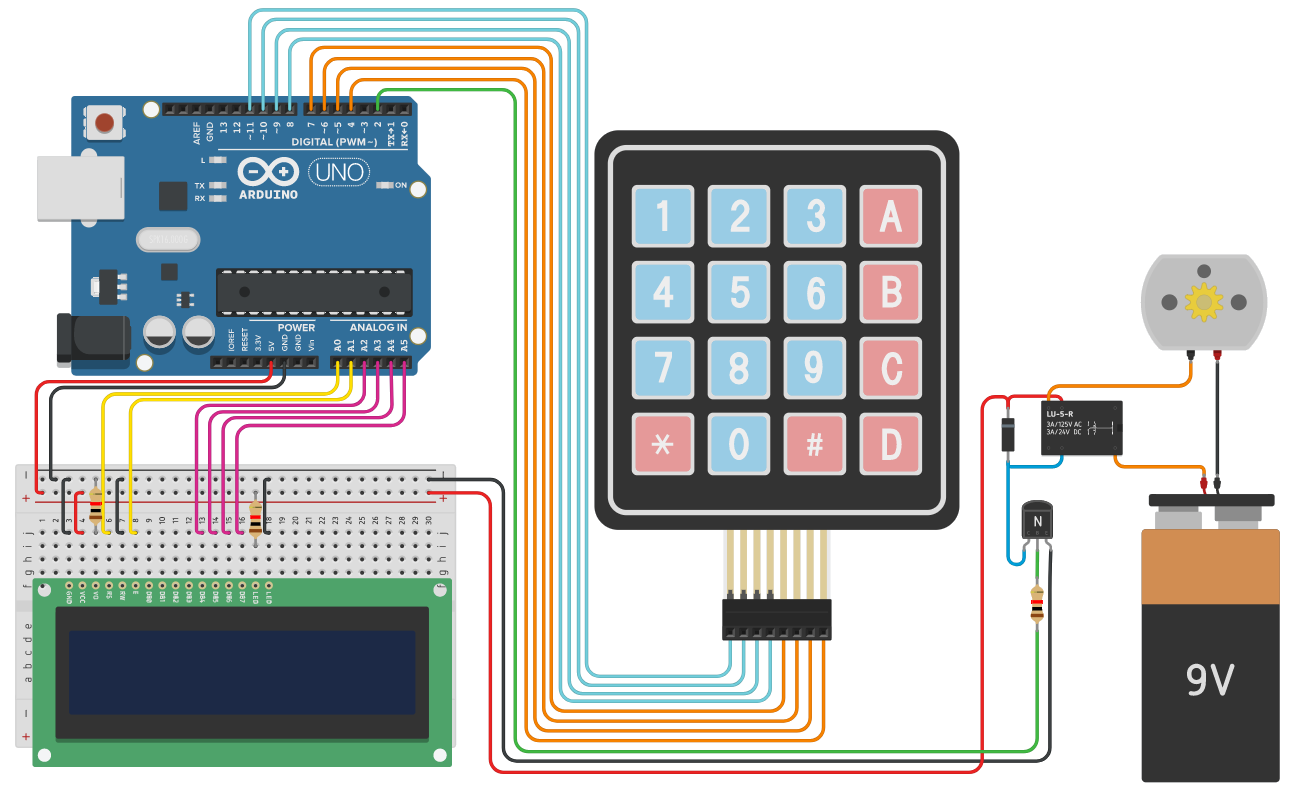 AREF
GND
13
12
~11
~10
~9
8
7
~6
~5
4
~3
2
TX→1
RX←0
DIGITAL (PWM~)
L
TX
RX
ARDUINO
UNO
ON
POWER
ANALOG IN
IOREF
RESET
3.3V
5V
GND
GND
Vin
A0
A1
A2
A3
A4
A5
1 2 3 A
4 5 6 B
7 8 9 C
* 0 # D
LU-5-R
3A/125V AC
3A/24V DC
N
9V
- -
+ +
1 2 3 4 5 6 7 8 9 10 11 12 13 14 15 16 17 18 19 20 21 22 23 24 25 26 27 28 29 30
j j
i i
h h
g g
f f
GND
VCC
VO
RS
RW
E
DB0
DB1
DB2
DB3
DB4
DB5
DB6
DB7
LED
LED
e
d
c
b
a
-
+